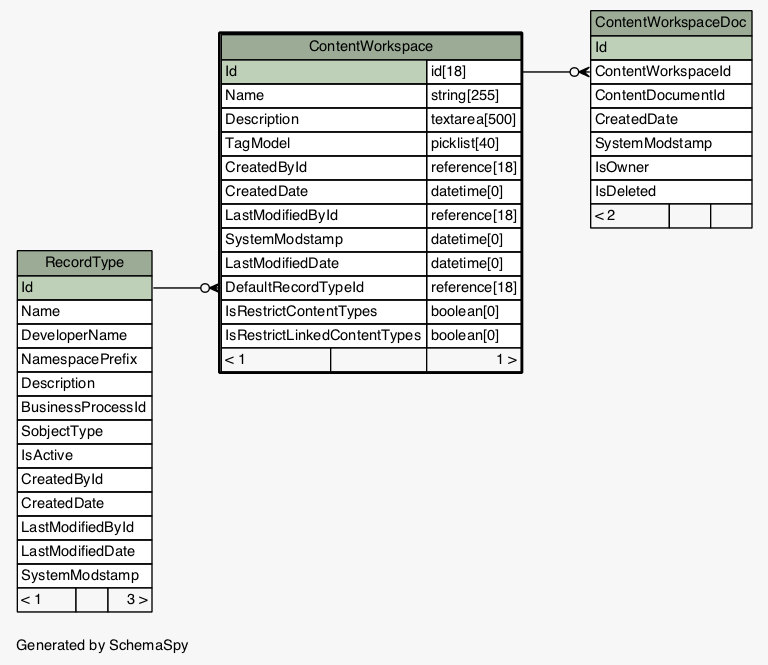 ContentWorkspaceDoc
Id
ContentWorkspaceId
ContentDocumentId
CreatedDate
SystemModstamp
IsOwner
IsDeleted
< 2
ContentWorkspace
Id id[18]
Name string[255]
Description textarea[500]
TagModel picklist[40]
CreatedById reference[18]
CreatedDate datetime[0]
LastModifiedById reference[18]
SystemModstamp datetime[0]
LastModifiedDate datetime[0]
DefaultRecordTypeId reference[18]
IsRestrictContentTypes boolean[0]
IsRestrictLinkedContentTypes boolean[0]
< 1 1 >
RecordType
Id
Name
DeveloperName
NamespacePrefix
Description
BusinessProcessId
SobjectType
IsActive
CreatedById
CreatedDate
LastModifiedById
LastModifiedDate
SystemModstamp
< 1 3 >
Generated by SchemaSpy